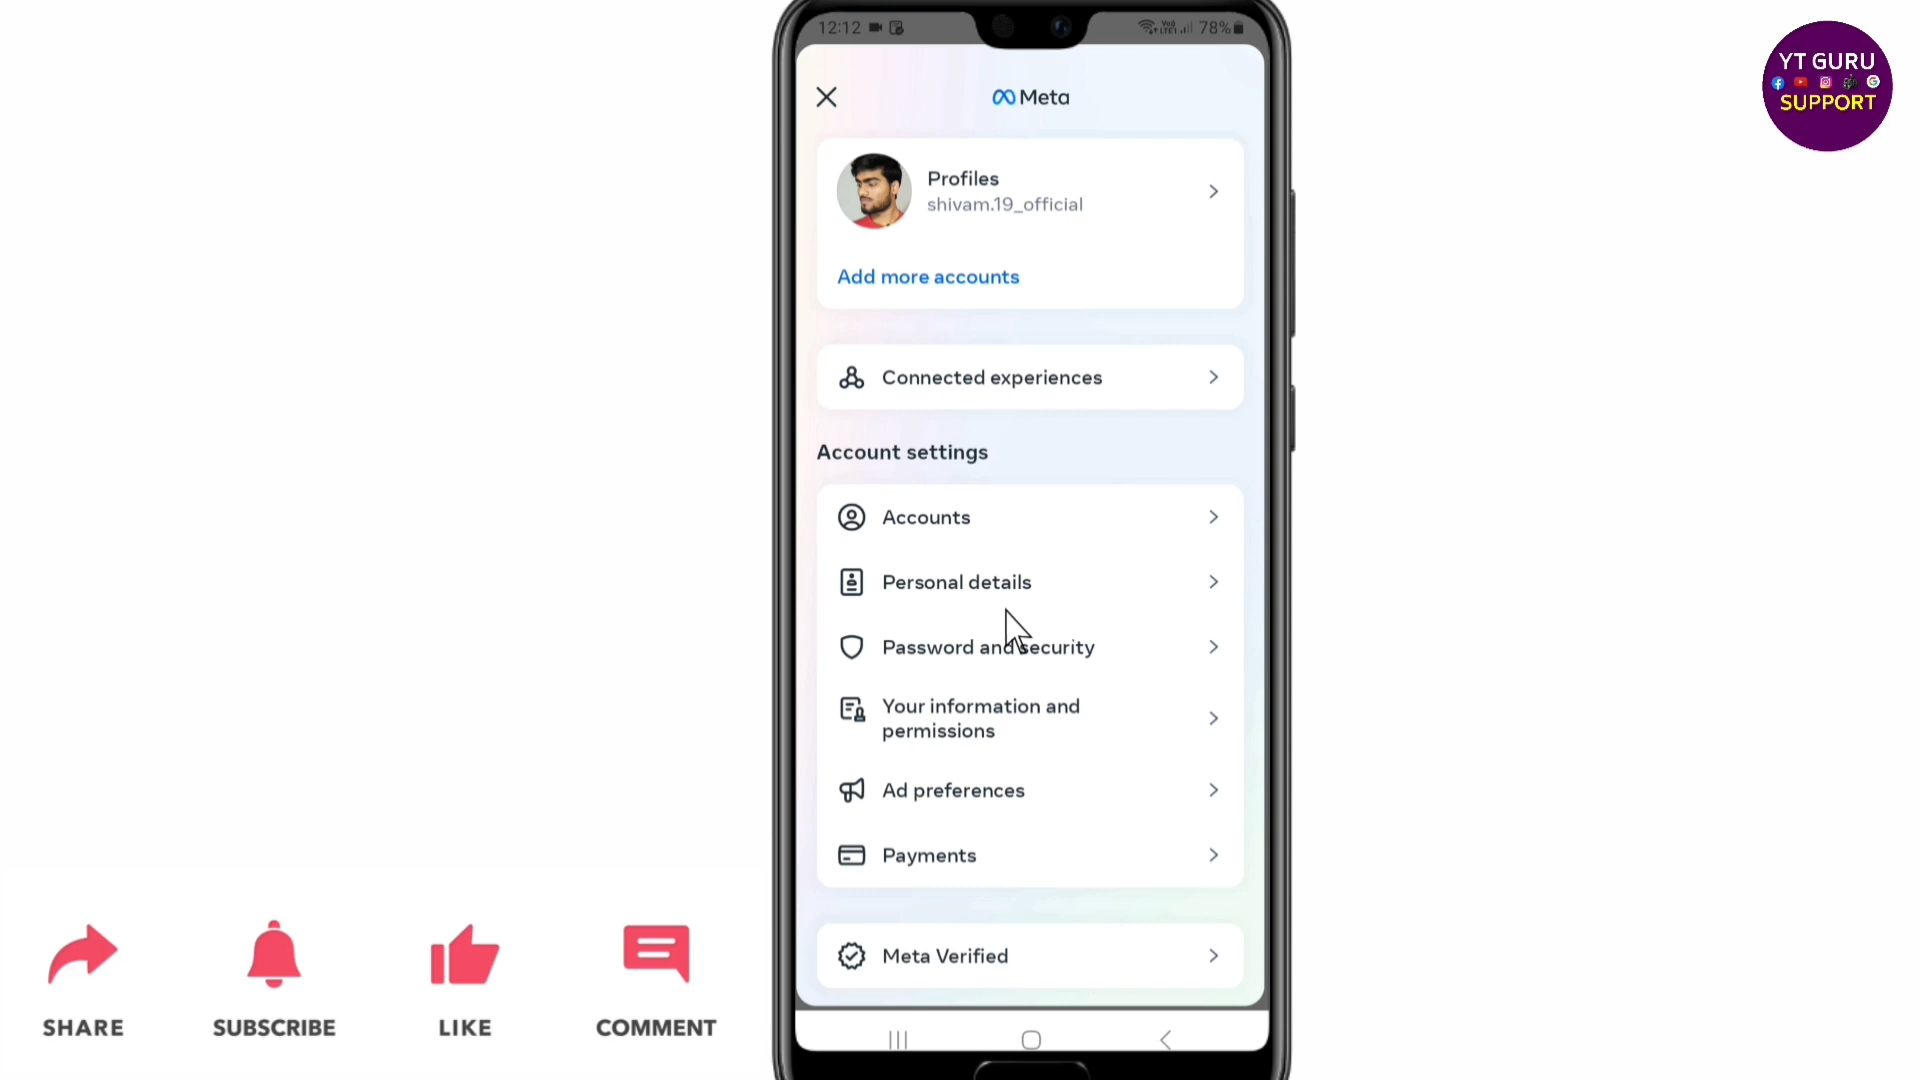 12:12
78%
YT GURU
SUPPORT
Meta
Profiles
shivam.19_official
Add more accounts
Connected experiences
Account settings
Accounts
Personal details
Password and security
Your information and
permissions
Ad preferences
Payments
Meta Verified
SHARE
SUBSCRIBE
LIKE
COMMENT